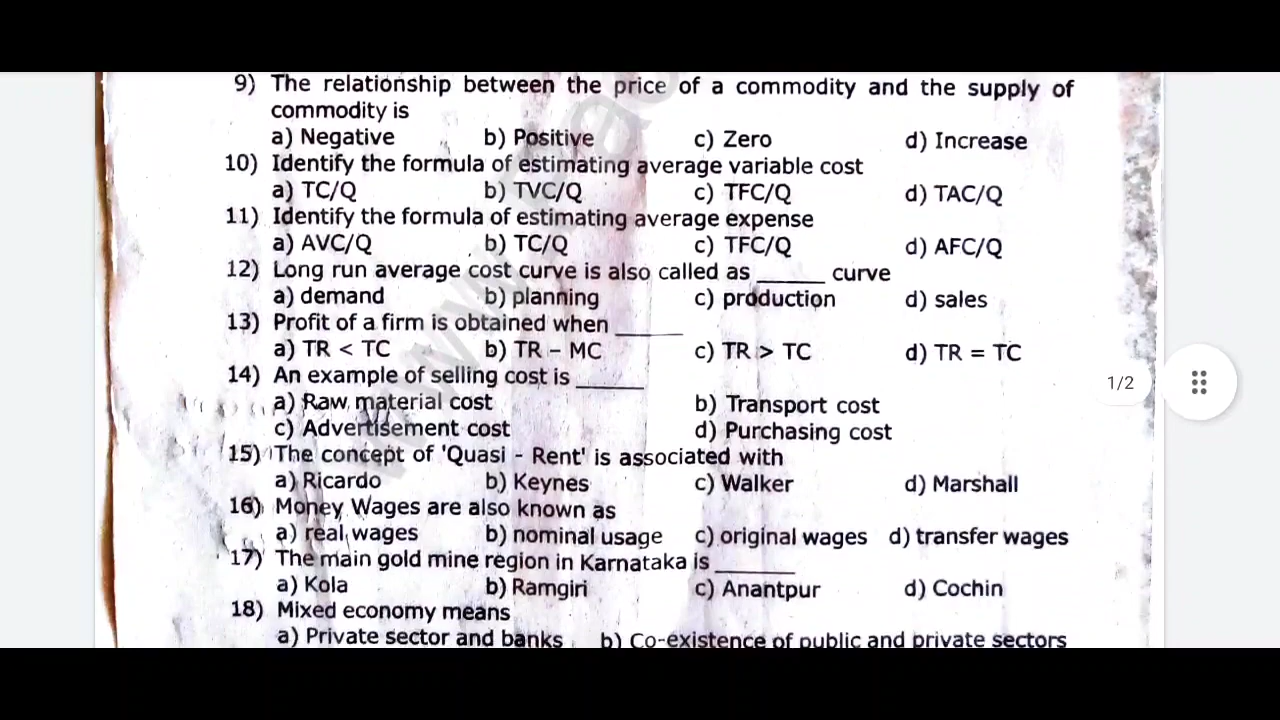 9) The relationship between the price of a commodity and the supply of
commodity is
a) Negative b) Positive c) Zero d) Increase
10) Identify the formula of estimating average variable cost
a) TC/Q b) TVC/Q c) TFC/Q d) TAC/Q
11) Identify the formula of estimating average expense
a) AVC/Q b) TC/Q c) TFC/Q d) AFC/Q
12) Long run average cost curve is also called as ______ curve
a) demand b) planning c) production d) sales
13) Profit of a firm is obtained when ______
a) TR < TC b) TR – MC c) TR > TC d) TR = TC
1/2
14) An example of selling cost is ______
a) Raw material cost b) Transport cost
c) Advertisement cost d) Purchasing cost
15) The concept of 'Quasi – Rent' is associated with
a) Ricardo b) Keynes c) Walker d) Marshall
16) Money Wages are also known as
a) real wages b) nominal usage c) original wages d) transfer wages
17) The main gold mine region in Karnataka is ______
a) Kola b) Ramgiri c) Anantpur d) Cochin
18) Mixed economy means
a) Private sector and banks b) Co-existence of public and private sectors